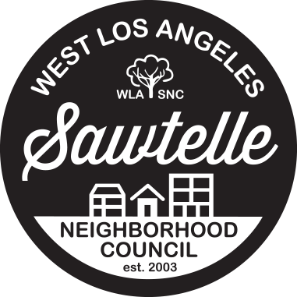 WEST LOS ANGELES
WLA SNC
Sawtelle
NEIGHBORHOOD
COUNCIL
est. 2003